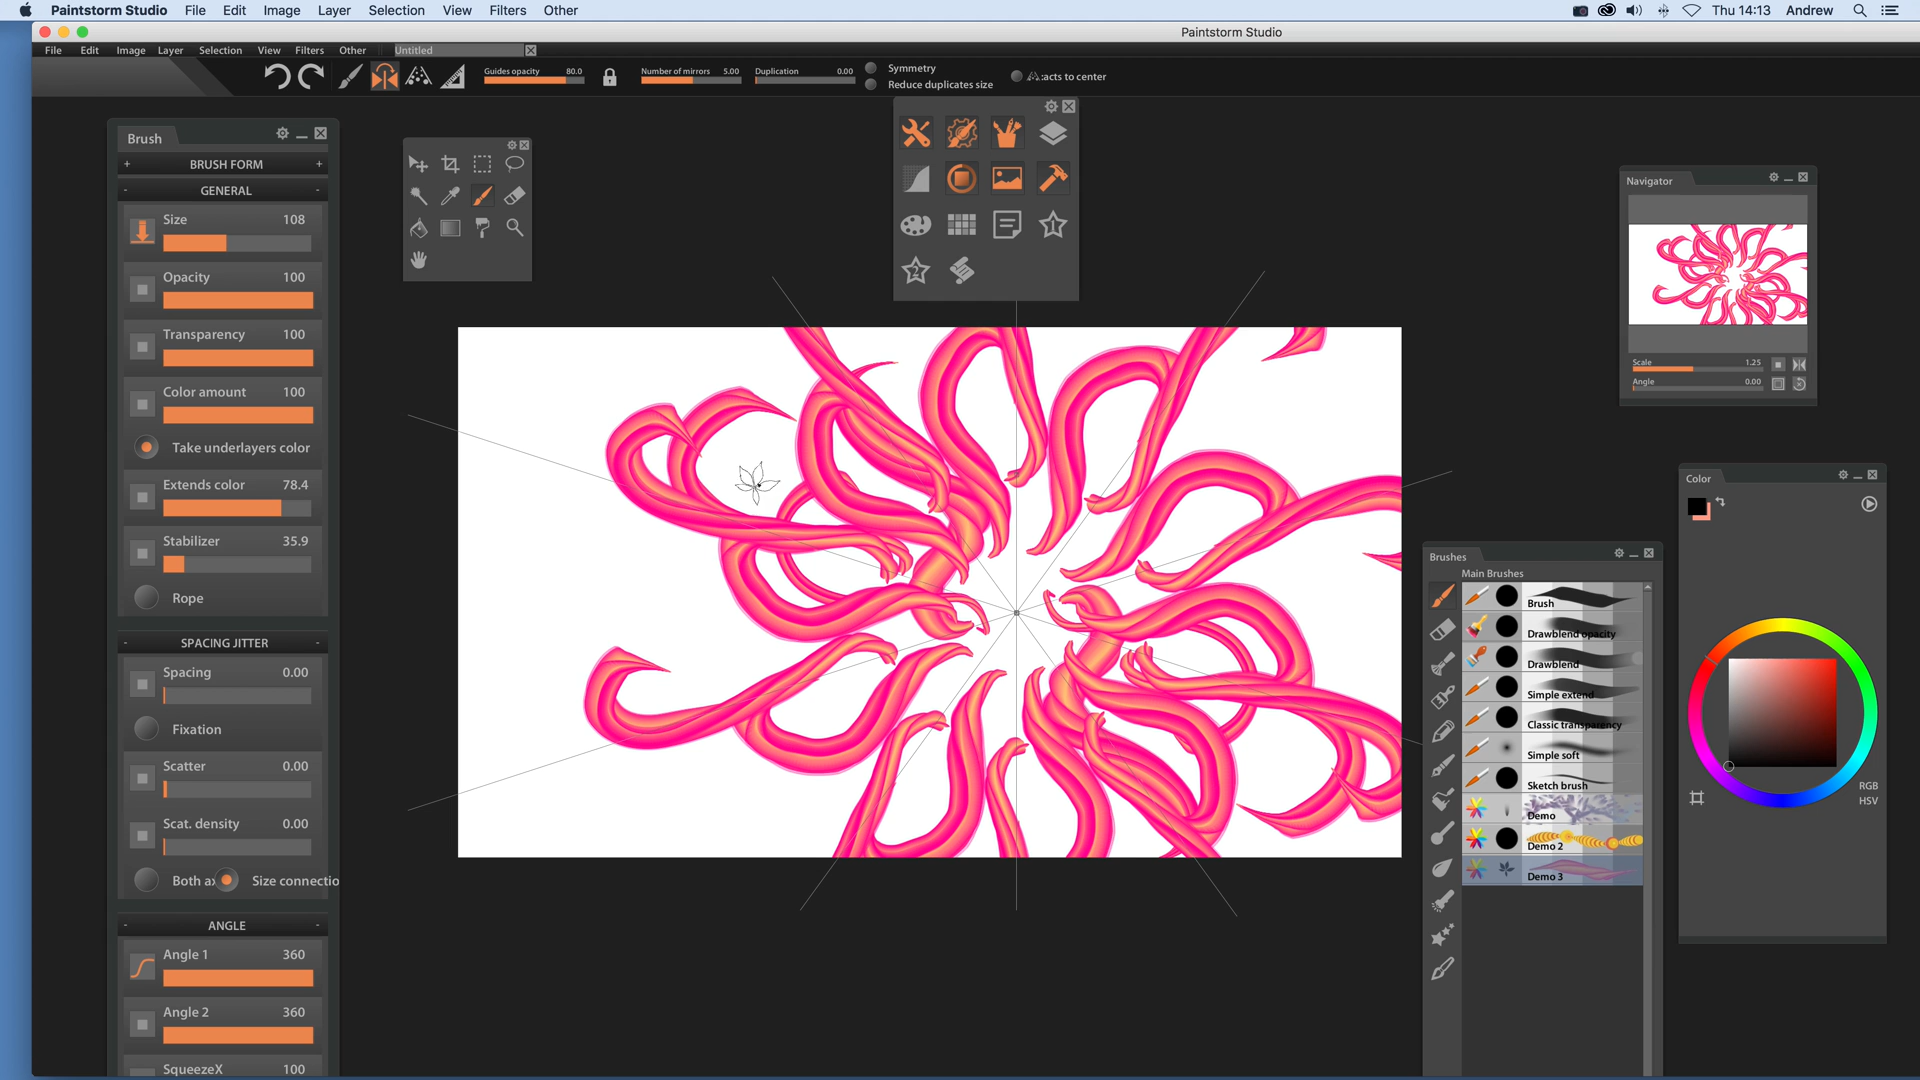 Paintstorm Studio File Edit Image Layer Selection View Filters Other Thu 14:13 Andrew
Paintstorm Studio
File Edit Image Layer Selection View Filters Other Untitled
Guides opacity 80.0 Number of mirrors 5.00 Duplication 0.00 Symmetry
Reduce duplicates size
acts to center
Brush
BRUSH FORM
GENERAL
Size 108
Opacity 100
Transparency 100
Color amount 100
Take underlayers color
Extends color 78.4
Stabilizer 35.9
Rope
SPACING JITTER
Spacing 0.00
Fixation
Scatter 0.00
Scat. density 0.00
Both ax Size connectio
ANGLE
Angle 1 360
Angle 2 360
SqueezeX 100
Navigator
Scale 1.25
Angle 0.00
Brushes
Main Brushes
Brush
Drawblend opacity
Drawblend
Simple extend
Classic transparency
Simple soft
Sketch brush
Demo
Demo 2
Demo 3
Color
RGB
HSV